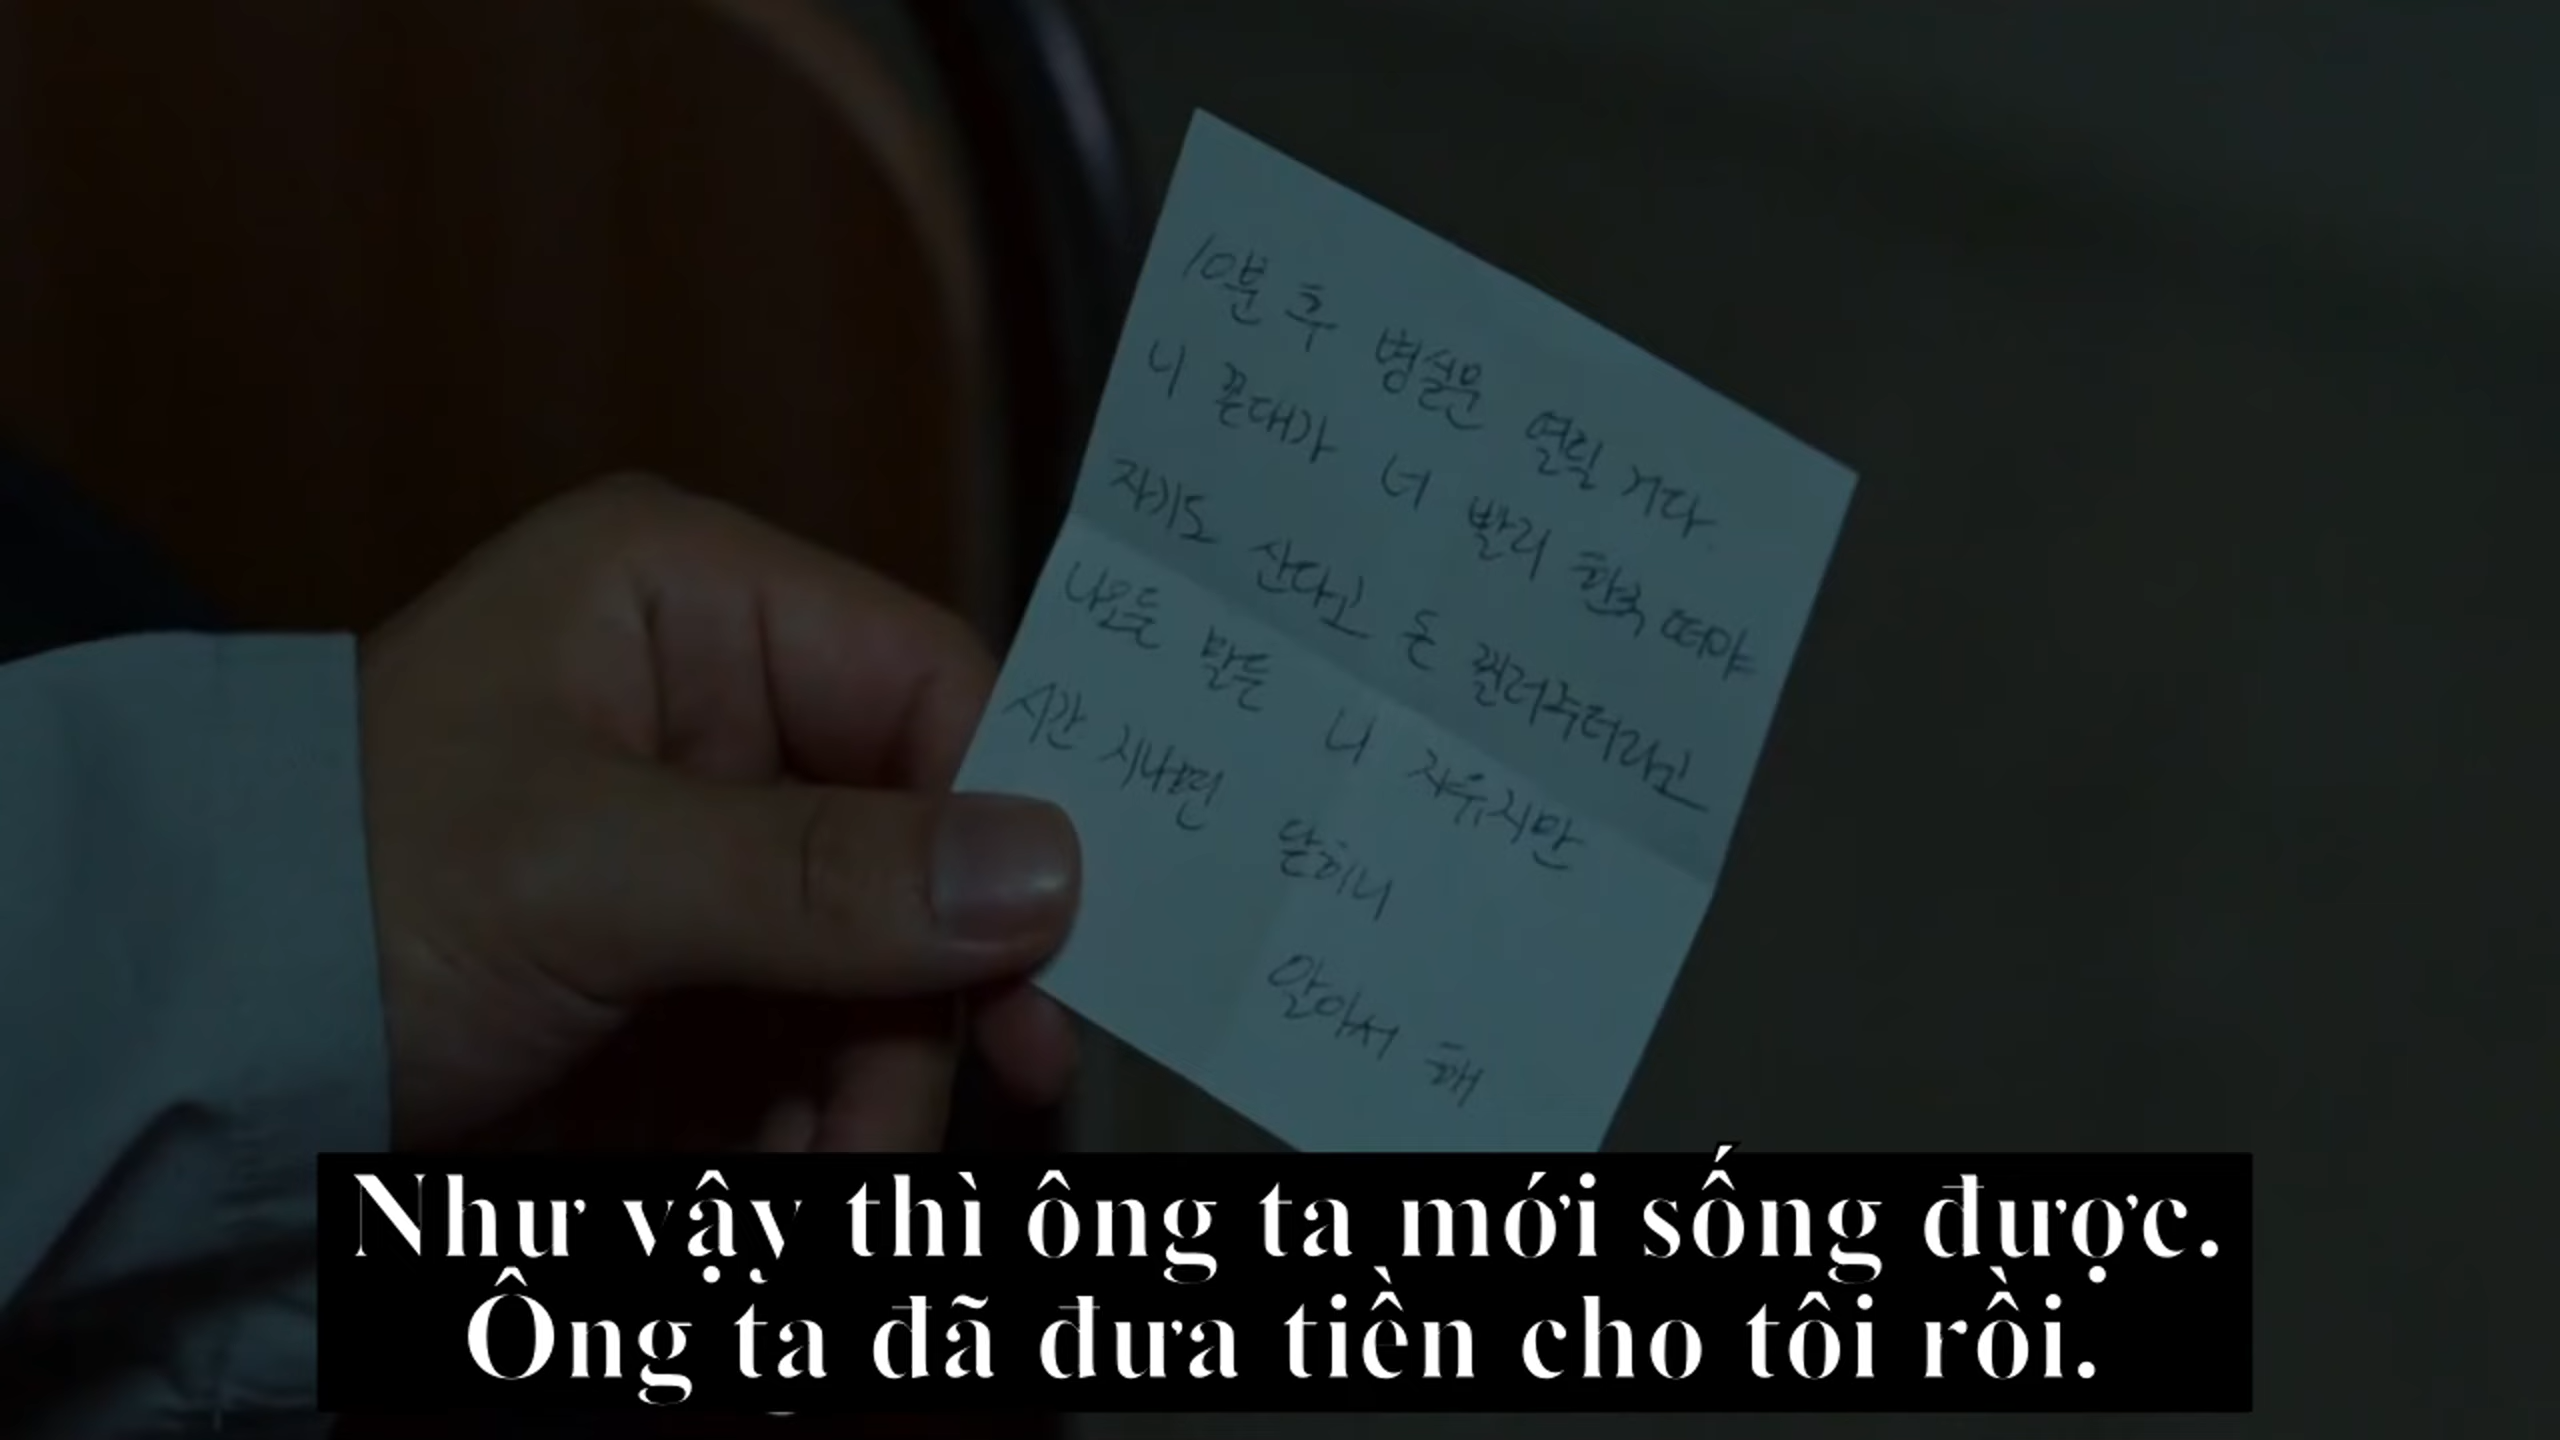 10분 후 병실문 열릴 거다.
니 꼰대가 너 빨리 한국 떠야
자기도 산다고 돈 찔러주더라고
나오든 말든 니 자유지만
시간 지나면 닫히니
알아서 해
Như vậy thì ông ta mới sống được.
Ông ta đã đưa tiền cho tôi rồi.